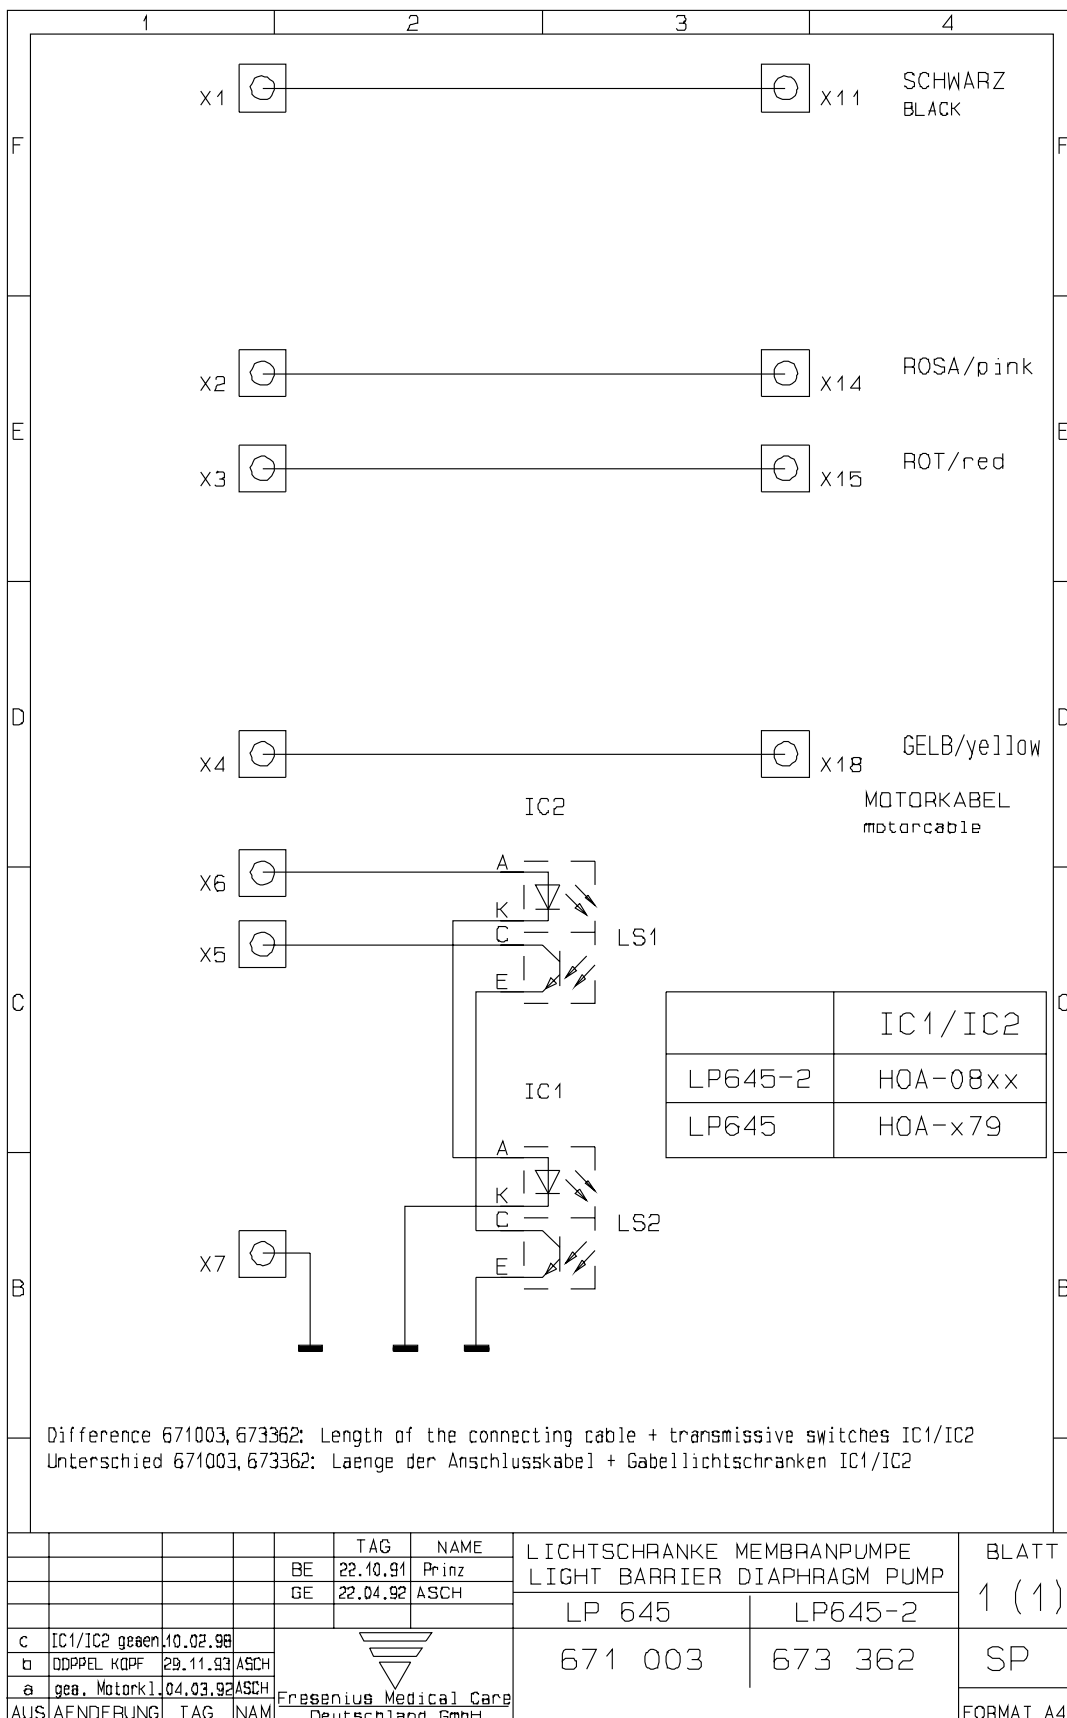 1 2 3 4
X1 X11 SCHWARZ
BLACK
F F
X2 X14 ROSA/pink
E E
X3 X15 ROT/red
D D
X4 X18 GELB/yellow
MOTORKABEL
motorcable
IC2
A
X6
K
C
X5 LS1
E
C C
IC1/IC2
LP645-2 HOA-08xx
LP645 HOA-x79
IC1
A
K
C
LS2
X7
E
B B
Difference 671003, 673362: Length of the connecting cable + transmissive switches IC1/IC2
Unterschied 671003, 673362: Laenge der Anschlusskabel + Gabellichtschranken IC1/IC2
TAG NAME
BE 22.10.91 Prinz
GE 22.04.92 ASCH
LICHTSCHRANKE MEMBRANPUMPE
LIGHT BARRIER DIAPHRAGM PUMP
LP 645 LP645-2
671 003 673 362
BLATT
1 (1)
SP
FORMAT A4
c IC1/IC2 geaen. 10.02.98
b DOPPEL KOPF 29.11.93 ASCH
a gea. Motorkl. 04.03.92 ASCH
AUS AENDERUNG TAG NAM
Fresenius Medical Care
Deutschland GmbH